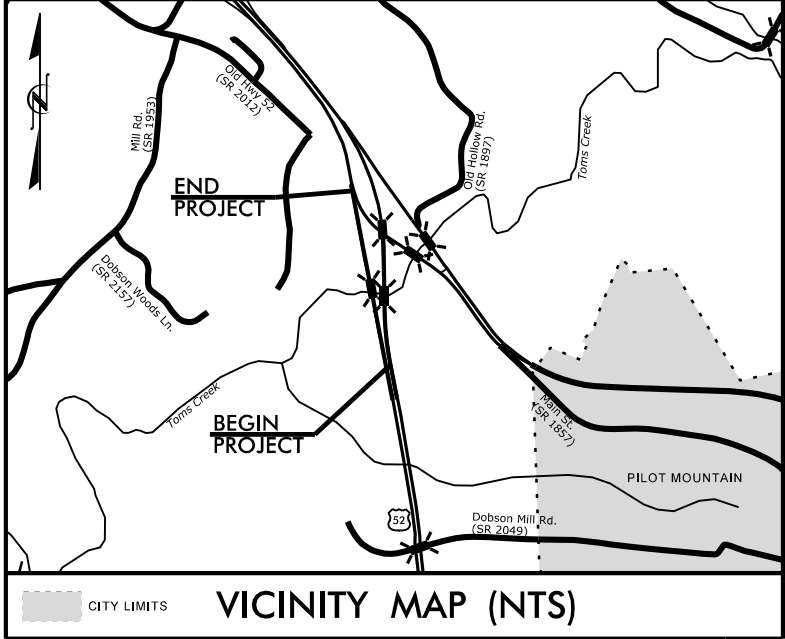 Old Hwy 52
(SR 2012)
Mill Rd.
(SR 1953)
Old Hollow Rd.
(SR 1897)
Toms Creek
END
PROJECT
Dobson Woods Ln.
(SR 2157)
Toms Creek
BEGIN
PROJECT
Main St.
(SR 1857)
PILOT MOUNTAIN
52
Dobson Mill Rd.
(SR 2049)
CITY LIMITS
VICINITY MAP (NTS)
N